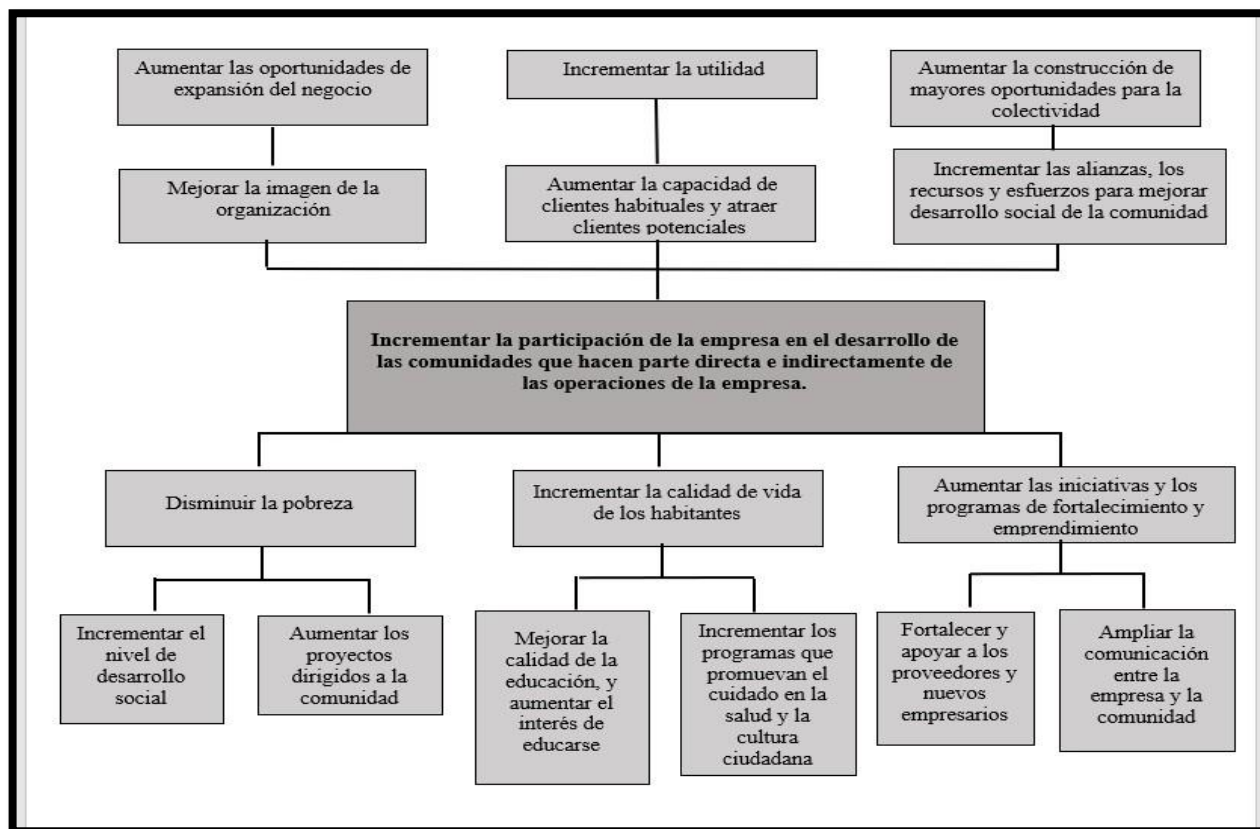 Aumentar las oportunidades de
expansión del negocio
Incrementar la utilidad
Aumentar la construcción de
mayores oportunidades para la
colectividad
Mejorar la imagen de la
organización
Aumentar la capacidad de
clientes habituales y atraer
clientes potenciales
Incrementar las alianzas, los
recursos y esfuerzos para mejorar
desarrollo social de la comunidad
Incrementar la participación de la empresa en el desarrollo de
las comunidades que hacen parte directa e indirectamente de
las operaciones de la empresa.
Disminuir la pobreza
Incrementar la calidad de vida
de los habitantes
Aumentar las iniciativas y los
programas de fortalecimiento y
emprendimiento
Incrementar el
nivel de
desarrollo
social
Aumentar los
proyectos
dirigidos a la
comunidad
Mejorar la
calidad de la
educación, y
aumentar el
interés de
educarse
Incrementar los
programas que
promuevan el
cuidado en la
salud y la
cultura
ciudadana
Fortalecer y
apoyar a los
proveedores y
nuevos
empresarios
Ampliar la
comunicación
entre la
empresa y la
comunidad